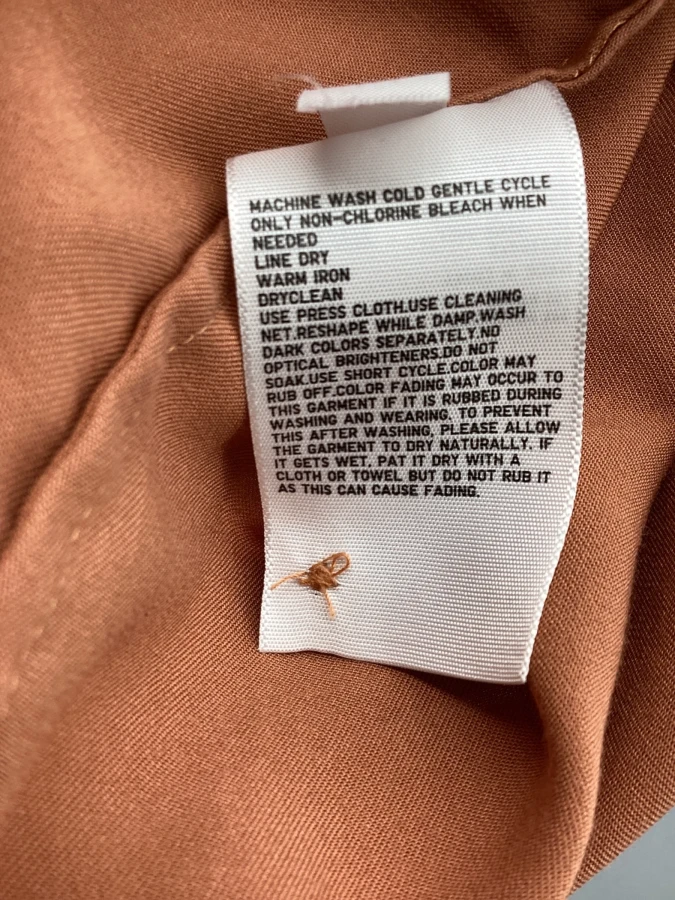 MACHINE WASH COLD GENTLE CYCLE
ONLY NON-CHLORINE BLEACH WHEN
NEEDED
LINE DRY
WARM IRON
DRYCLEAN
USE PRESS CLOTH.USE CLEANING
NET.RESHAPE WHILE DAMP.WASH
DARK COLORS SEPARATELY.NO
OPTICAL BRIGHTENERS.DO NOT
SOAK.USE SHORT CYCLE.COLOR MAY
RUB OFF.COLOR FADING MAY OCCUR TO
THIS GARMENT IF IT IS RUBBED DURING
WASHING AND WEARING. TO PREVENT
THIS AFTER WASHING, PLEASE ALLOW
THE GARMENT TO DRY NATURALLY. IF
IT GETS WET, PAT IT DRY WITH A
CLOTH OR TOWEL BUT DO NOT RUB IT
AS THIS CAN CAUSE FADING.